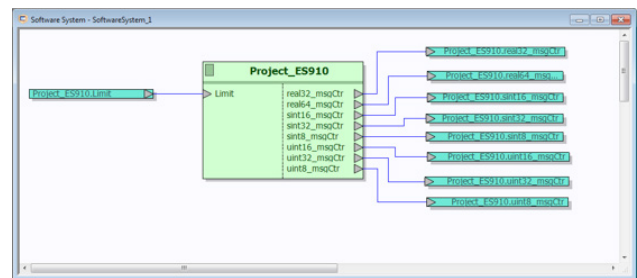 Software System - SoftwareSystem_1
Project_ES910.real32_msgCtr
Project_ES910
Project_ES910.real64_msg...
Project_ES910.Limit
Limit
real32_msgCtr
real64_msgCtr
sint16_msgCtr
sint32_msgCtr
sint8_msgCtr
uint16_msgCtr
uint32_msgCtr
uint8_msgCtr
Project_ES910.sint16_msgCtr
Project_ES910.sint32_msgCtr
Project_ES910.sint8_msgCtr
Project_ES910.uint16_msgCtr
Project_ES910.uint32_msgCtr
Project_ES910.uint8_msgCtr